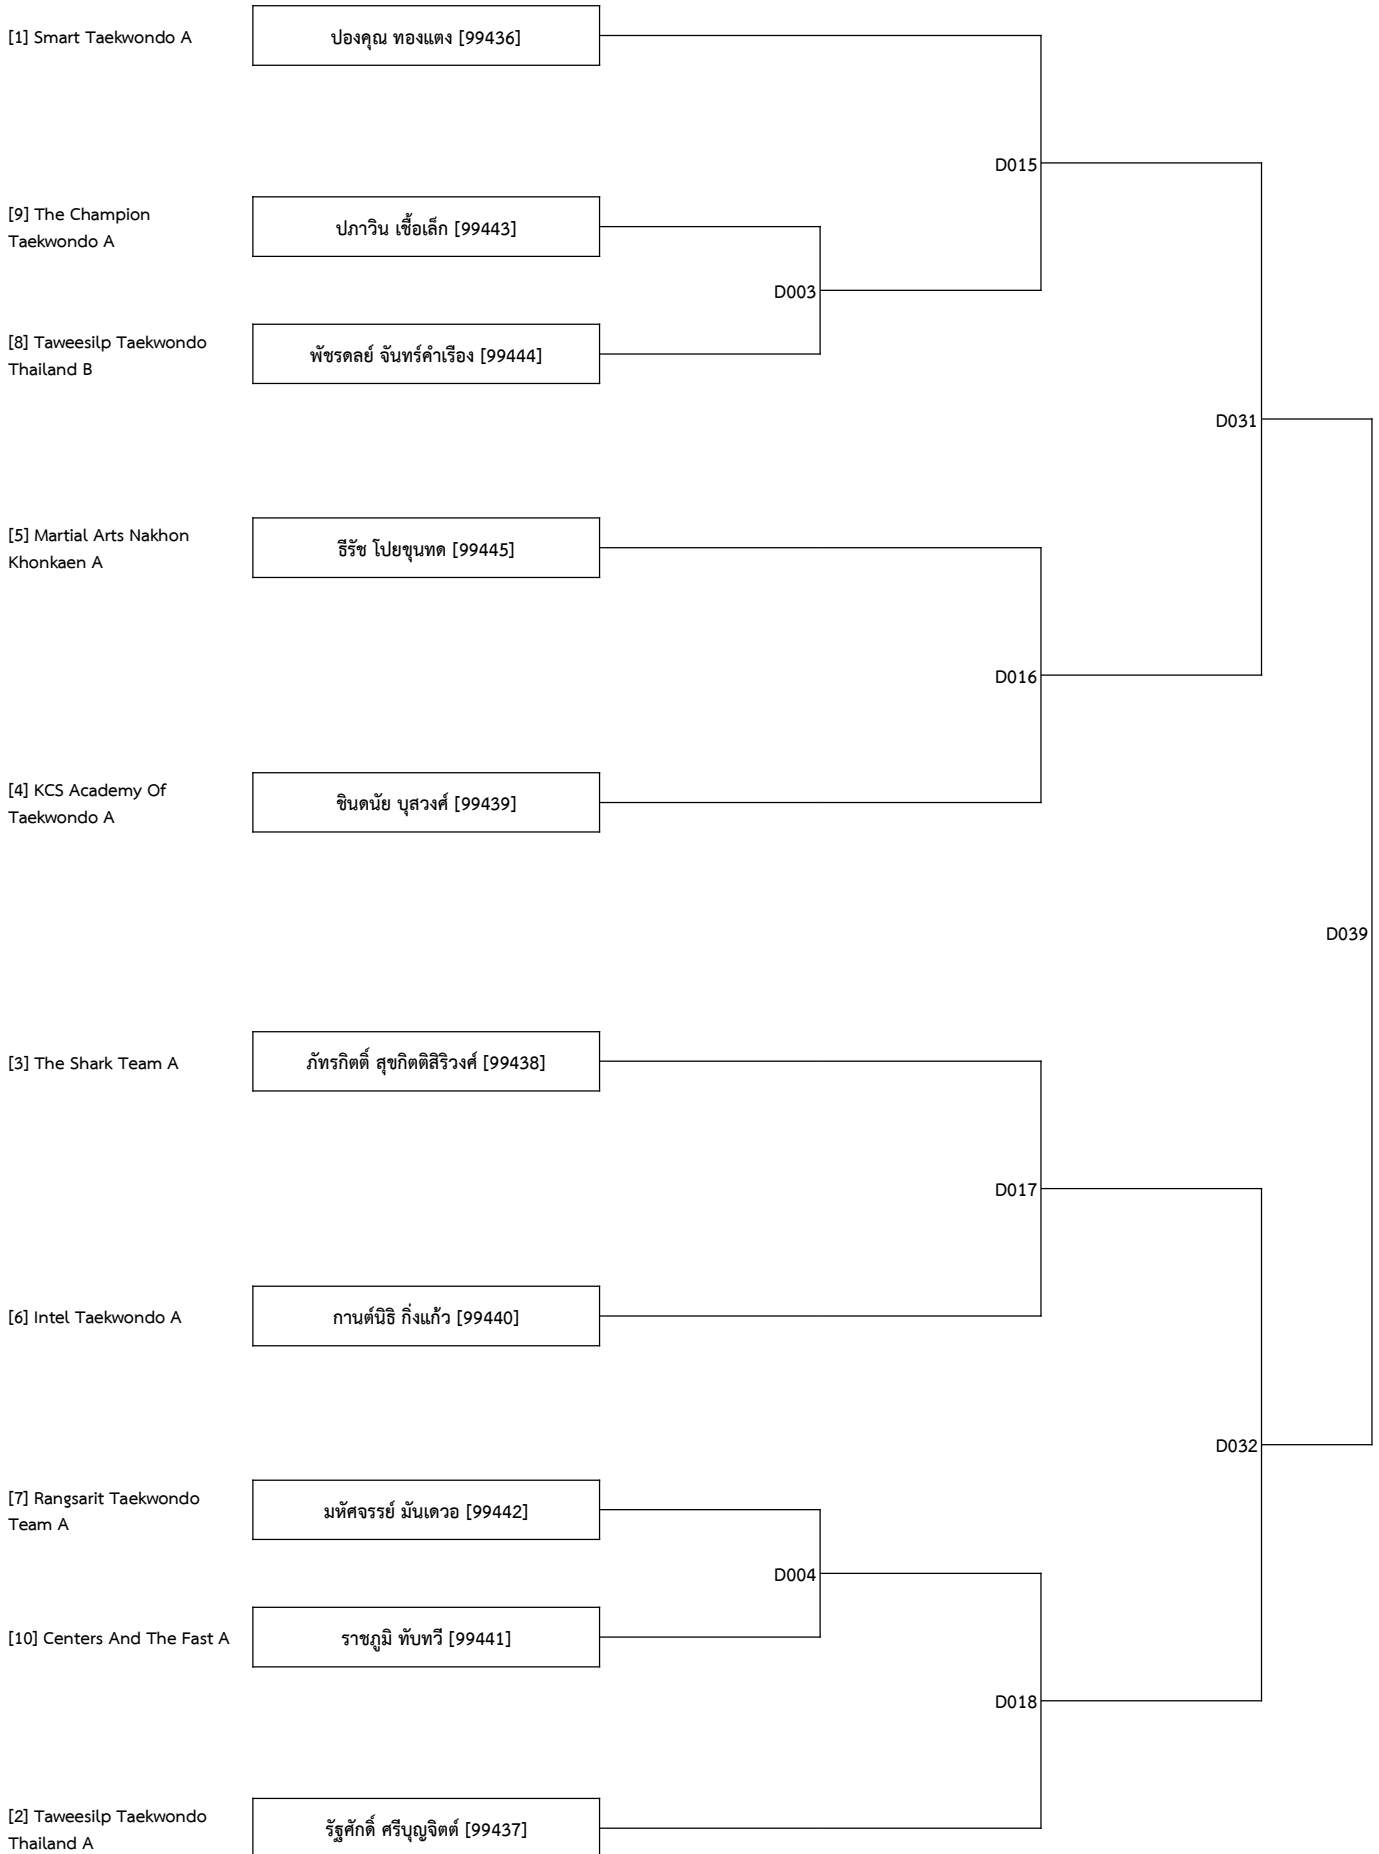 [1] Smart Taekwondo A
ปองคุณ ทองแตง [99436]
D015
[9] The Champion
Taekwondo A
ปภาวิน เชื้อเล็ก [99443]
D003
[8] Taweesilp Taekwondo
Thailand B
พัชรดลย์ จันทร์คำเรือง [99444]
D031
[5] Martial Arts Nakhon
Khonkaen A
ธีรัช โปยขุนทด [99445]
D016
[4] KCS Academy Of
Taekwondo A
ชินดนัย บุสวงศ์ [99439]
D039
[3] The Shark Team A
ภัทรกิตติ์ สุขกิตติสิริวงศ์ [99438]
D017
[6] Intel Taekwondo A
กานต์นิธิ กิ่งแก้ว [99440]
D032
[7] Rangsarit Taekwondo
Team A
มหัศจรรย์ มันเดวอ [99442]
D004
[10] Centers And The Fast A
ราชภูมิ ทับทวี [99441]
D018
[2] Taweesilp Taekwondo
Thailand A
รัฐศักดิ์ ศรีบุญจิตต์ [99437]